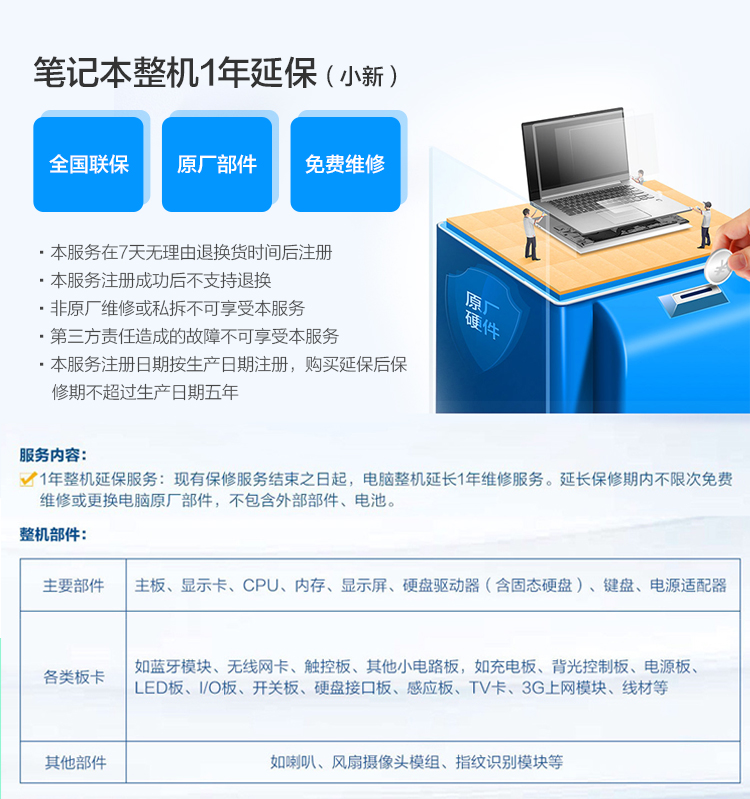 笔记本整机1年延保（小新）
全国联保
原厂部件
免费维修
· 本服务在7天无理由退换货时间后注册
· 本服务注册成功后不支持退换
· 非原厂维修或私拆不可享受本服务
· 第三方责任造成的故障不可享受本服务
· 本服务注册日期按生产日期注册，购买延保后保
修期不超过生产日期五年
原厂
硬件
服务内容：
1年整机延保服务：现有保修服务结束之日起，电脑整机延长1年维修服务。延长保修期内不限次免费
维修或更换电脑原厂部件，不包含外部部件、电池。
整机部件：
主要部件
主板、显示卡、CPU、内存、显示屏、硬盘驱动器（含固态硬盘）、键盘、电源适配器
各类板卡
如蓝牙模块、无线网卡、触控板、其他小电路板，如充电板、背光控制板、电源板、
LED板、I/O板、开关板、硬盘接口板、感应板、TV卡、3G上网模块、线材等
其他部件
如喇叭、风扇摄像头模组、指纹识别模块等